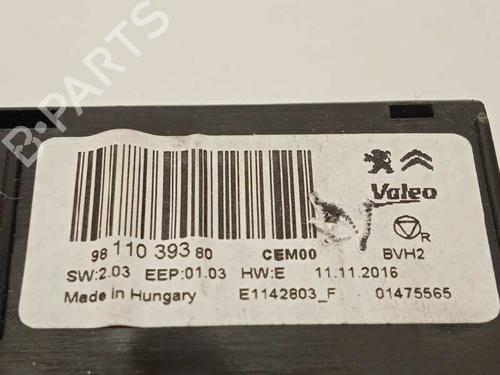 B-PARTS
Valeo
R
98 110 393 80 CEM00 BVH2
SW:2.03 EEP:01.03 HW:E 11.11.2016
Made in Hungary E1142803_F 01475565